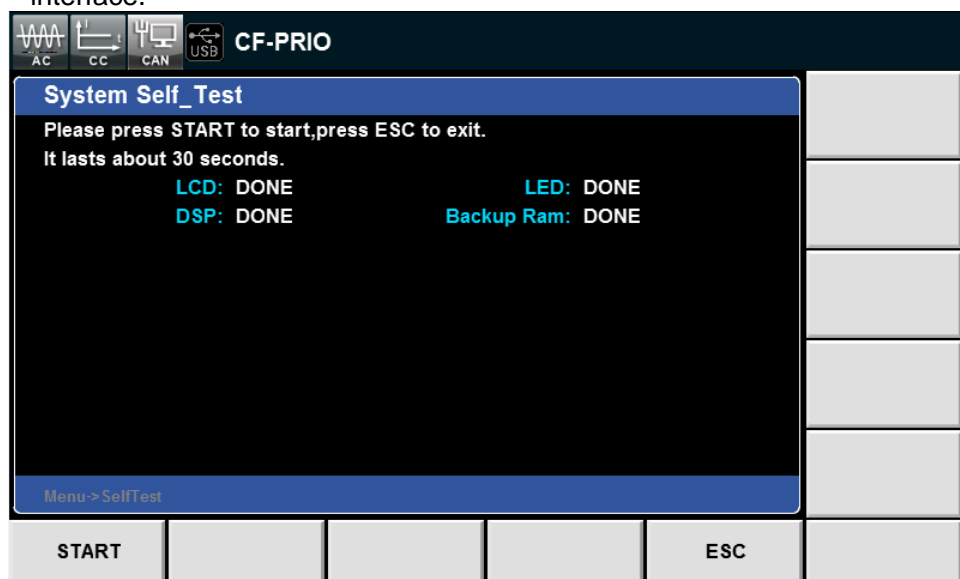 interface.
AC CC CAN USB CF-PRIO
System Self_Test
Please press START to start,press ESC to exit.
It lasts about 30 seconds.
LCD: DONE LED: DONE
DSP: DONE Backup Ram: DONE
Menu->SelfTest
START ESC